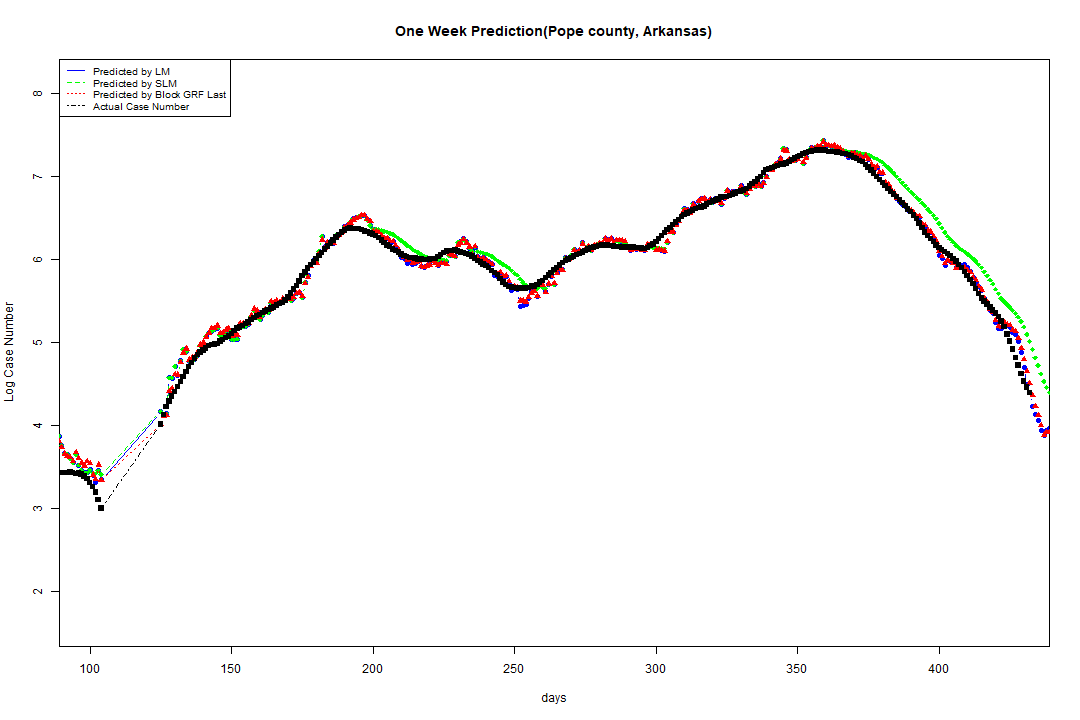 One Week Prediction(Pope county, Arkansas)
Predicted by LM
Predicted by SLM
Predicted by Block GRF Last
Actual Case Number
8
7
6
5
4
3
2
Log Case Number
100 150 200 250 300 350 400
days